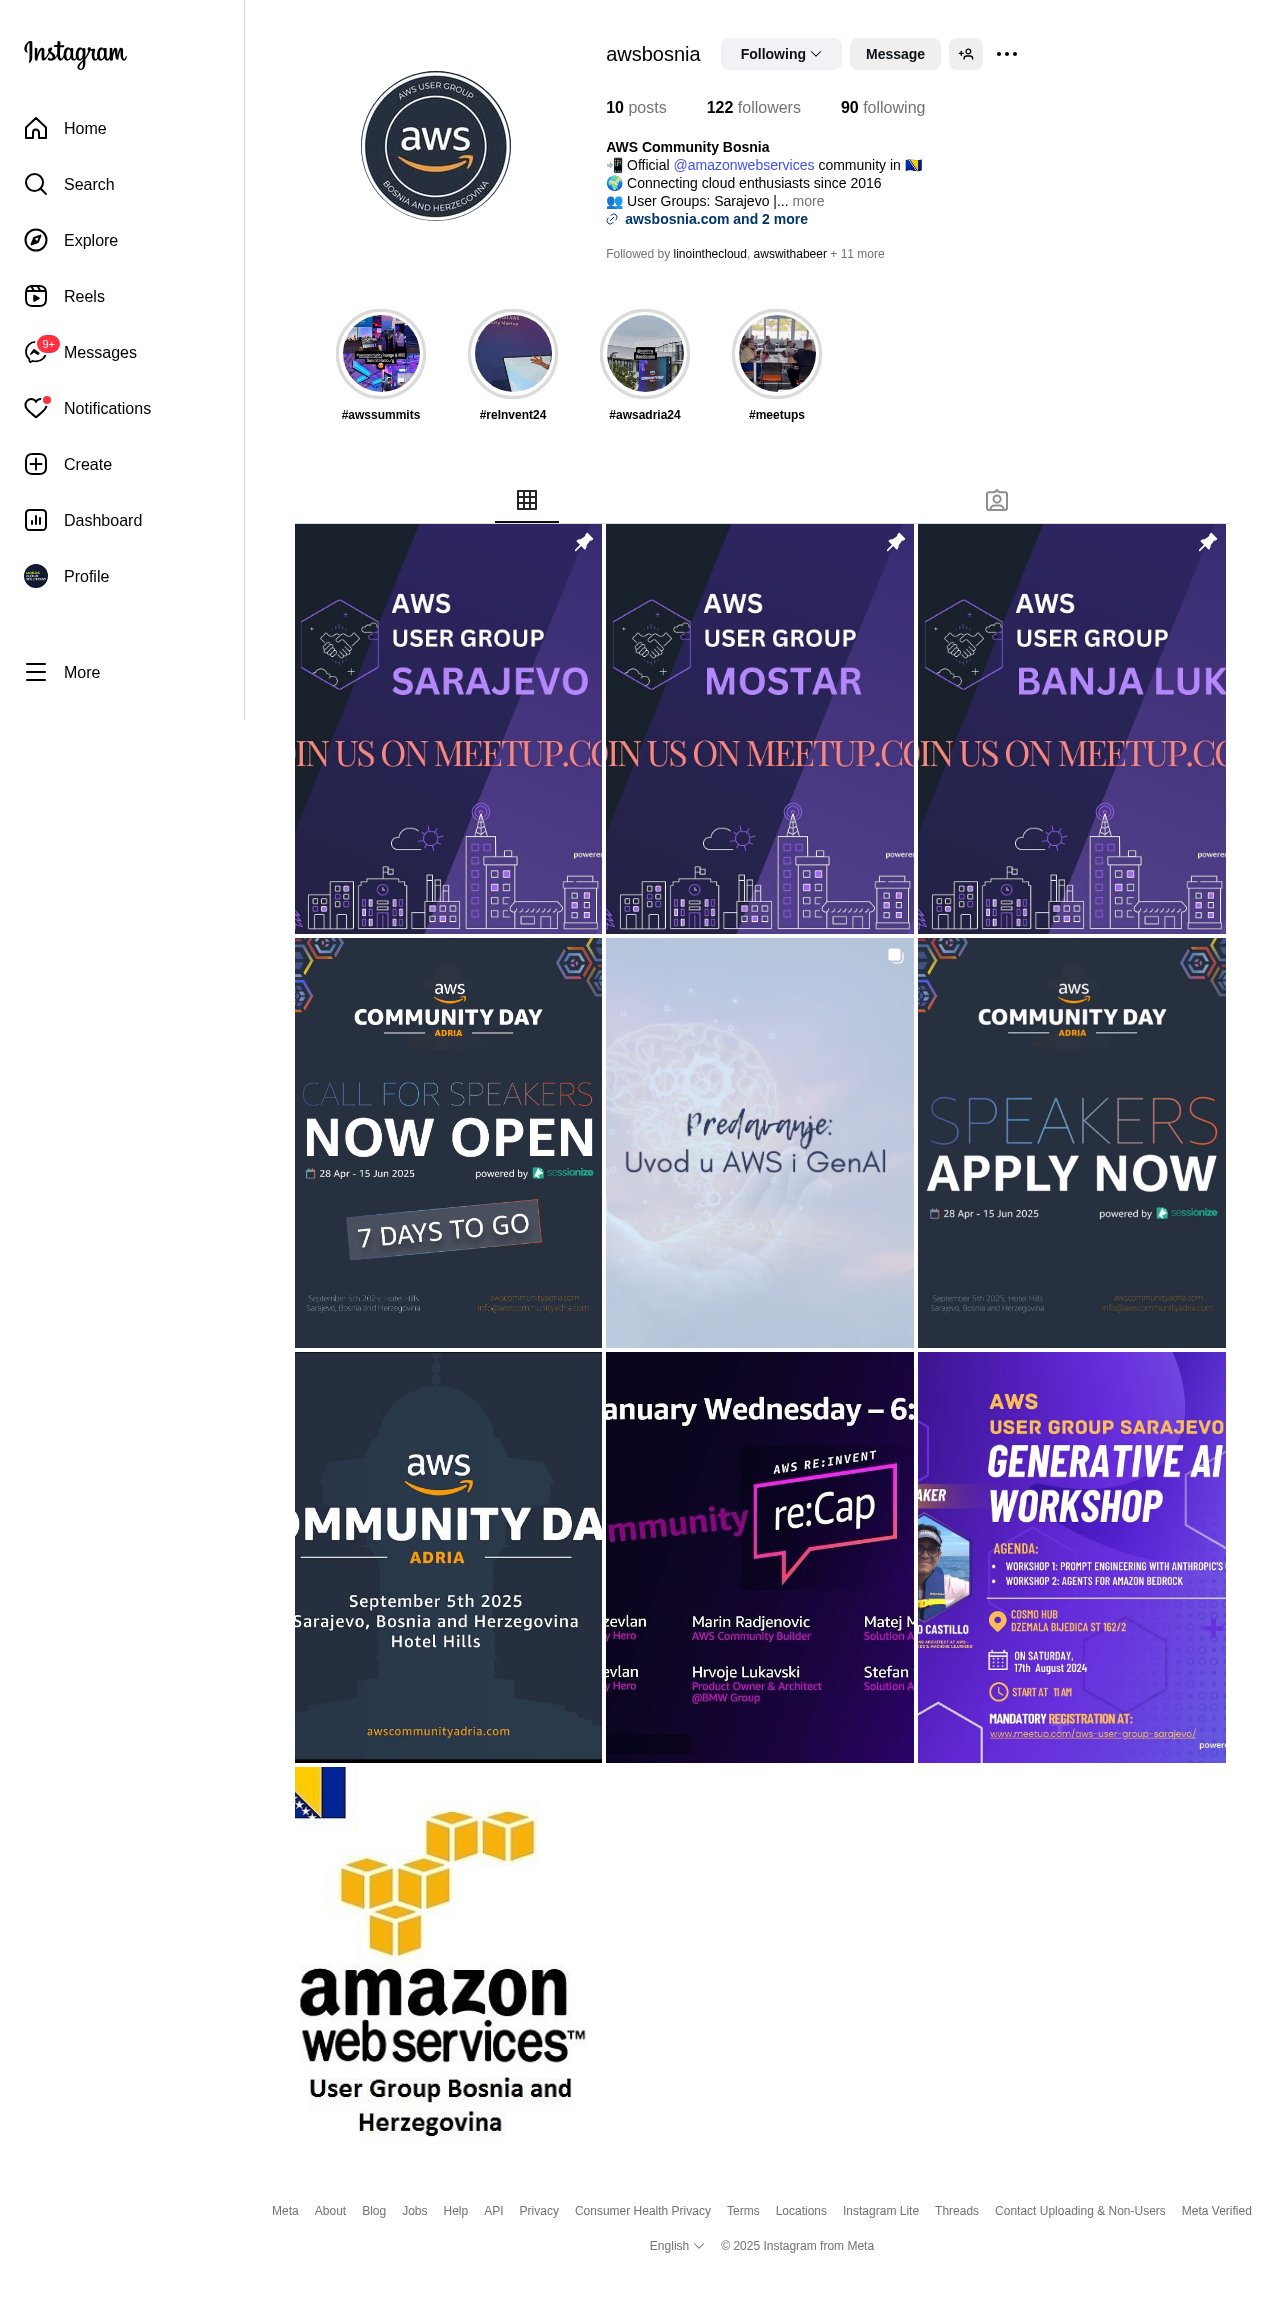 Instagram
Home
Search
Explore
Reels
9+
Messages
Notifications
Create
Dashboard
Profile
More
AWS USER GROUP
aws
BOSNIA AND HERZEGOVINA
awsbosnia
Following
Message
10 posts
122 followers
90 following
AWS Community Bosnia
📲 Official @amazonwebservices community in 🇧🇦
🌍 Connecting cloud enthusiasts since 2016
👥 User Groups: Sarajevo |... more
awsbosnia.com and 2 more
Followed by linointhecloud, awswithabeer + 11 more
#awssummits
#reInvent24
#awsadria24
#meetups
AWS
USER GROUP
SARAJEVO
IN US ON MEETUP.CO
powere
AWS
USER GROUP
MOSTAR
IN US ON MEETUP.CO
powere
AWS
USER GROUP
BANJA LUK
IN US ON MEETUP.CO
powere
aws
COMMUNITY DAY
ADRIA
CALL FOR SPEAKERS
NOW OPEN
28 Apr - 15 Jun 2025
powered by sessionize
7 DAYS TO GO
September 5th 2025, Hotel Hills
Sarajevo, Bosnia and Herzegovina
awscommunityadria.com
info@awscommunityadria.com
Predavanje:
Uvod u AWS i GenAI
aws
COMMUNITY DAY
ADRIA
SPEAKERS
APPLY NOW
28 Apr - 15 Jun 2025
powered by sessionize
September 5th 2025, Hotel Hills
Sarajevo, Bosnia and Herzegovina
awscommunityadria.com
info@awscommunityadria.com
aws
OMMUNITY DA
ADRIA
September 5th 2025
Sarajevo, Bosnia and Herzegovina
Hotel Hills
awscommunityadria.com
anuary Wednesday – 6:
AWS RE:INVENT
re:Cap
mmunity
zevlan
y Hero
Marin Radjenovic
AWS Community Builder
Matej M
Solution A
evlan
y Hero
Hrvoje Lukavski
Product Owner & Architect
@BMW Group
Stefan
Solution A
AWS
USER GROUP SARAJEVO
GENERATIVE AI
WORKSHOP
AKER
AGENDA:
• WORKSHOP 1: PROMPT ENGINEERING WITH ANTHROPIC'S
• WORKSHOP 2: AGENTS FOR AMAZON BEDROCK
O CASTILLO
COSMO HUB
DZEMALA BIJEDICA ST 162/2
ON SATURDAY,
17th August 2024
START AT 11 AM
MANDATORY REGISTRATION AT:
www.meetup.com/aws-user-group-sarajevo/
powere
amazon
web services™
User Group Bosnia and
Herzegovina
Meta
About
Blog
Jobs
Help
API
Privacy
Consumer Health Privacy
Terms
Locations
Instagram Lite
Threads
Contact Uploading & Non-Users
Meta Verified
English
© 2025 Instagram from Meta